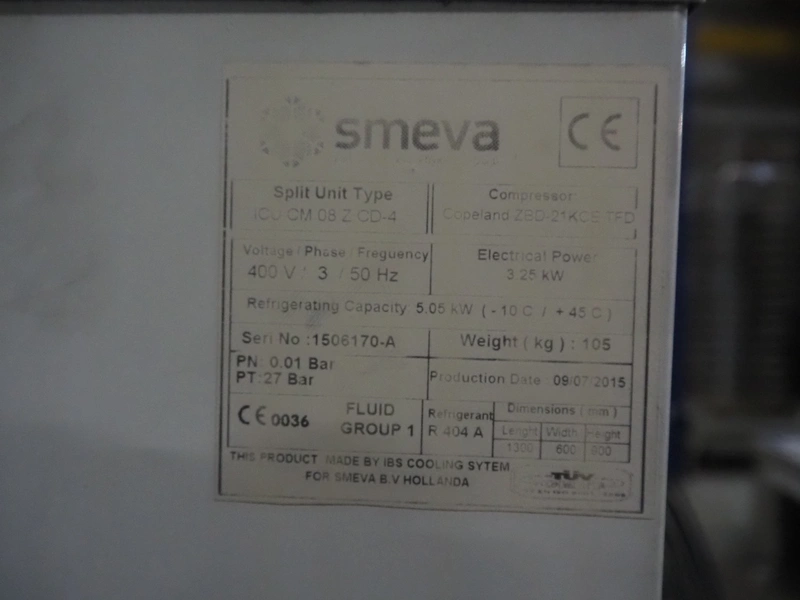 smeva
CE
Split Unit Type
ICU CM 08 Z CD-4
Compressor
Copeland ZBD-21KCE-TFD
Voltage / Phase / Freguency
400 V / 3 / 50 Hz
Electrical Power
3.25 kW
Refrigerating Capacity 5.05 kW ( - 10 C / + 45 C )
Seri No :1506170-A
Weight ( kg ) : 105
PN: 0.01 Bar
PT:27 Bar
Production Date : 09/07/2015
CE 0036
FLUID
GROUP 1
Refrigerant
R 404 A
Dimensions ( mm )
Lenght Width Height
1300 600 800
THIS PRODUCT MADE BY IBS COOLING SYTEM
FOR SMEVA B.V HOLLANDA
TÜV